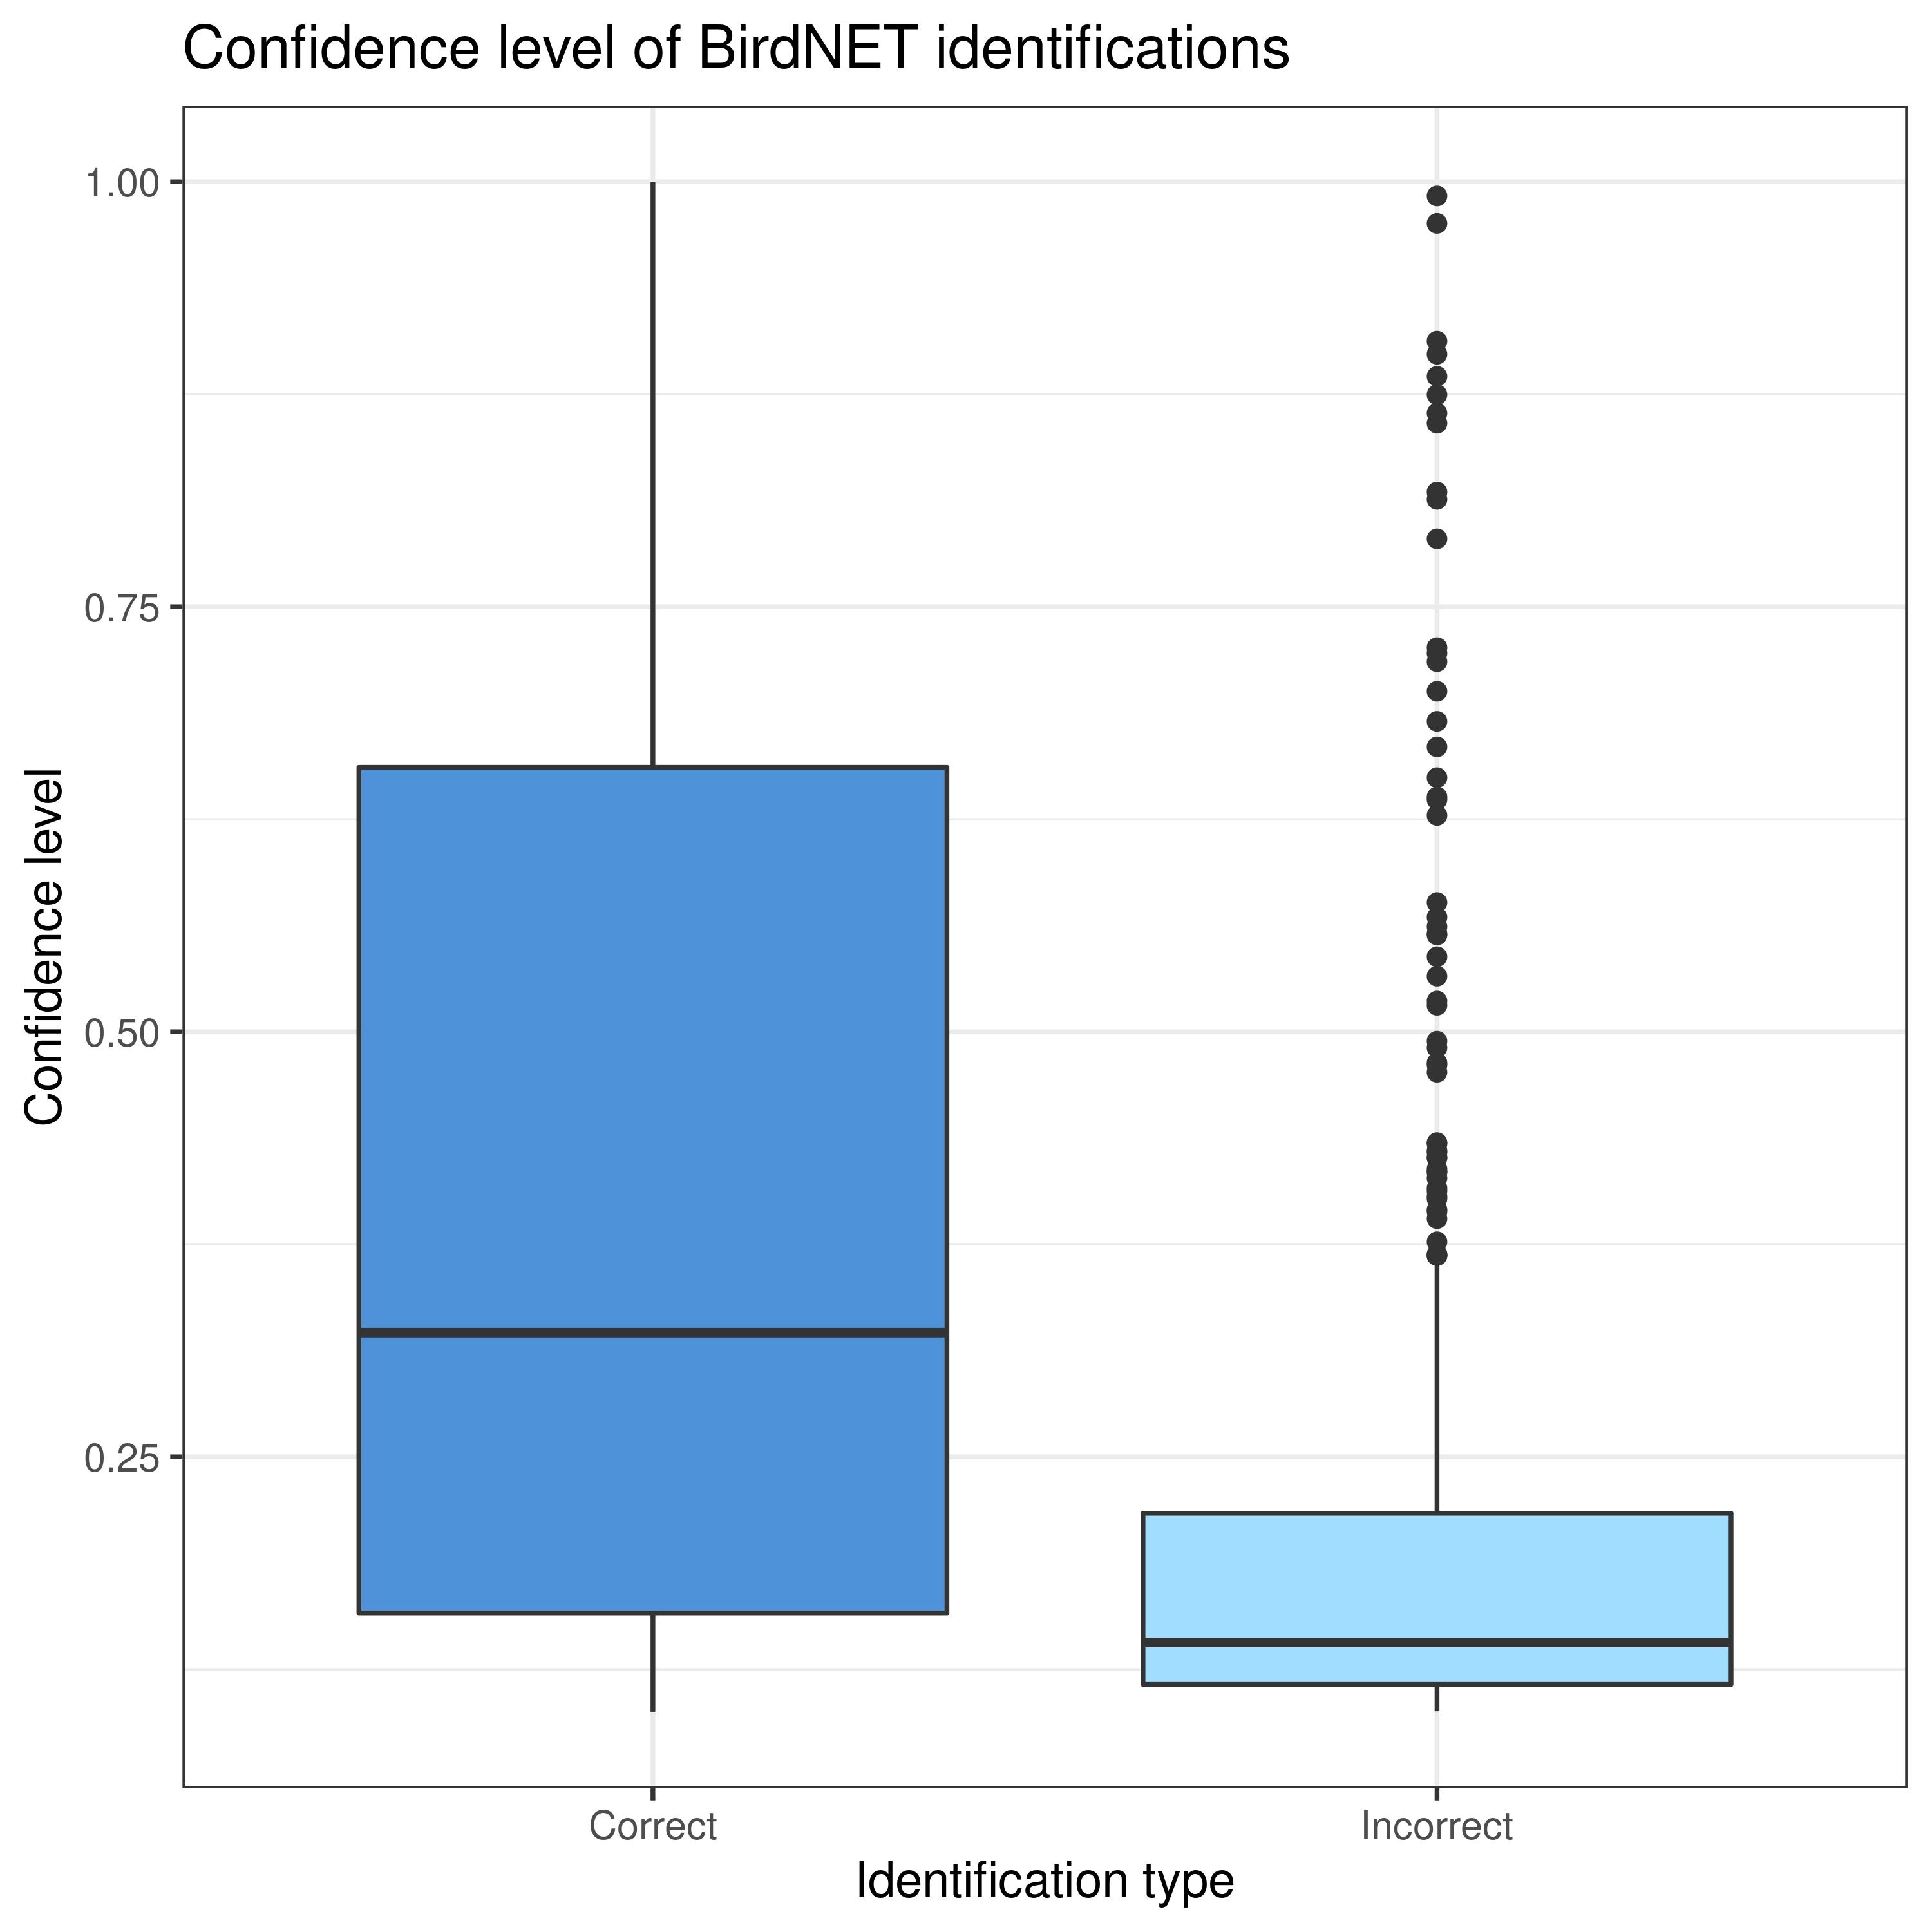 Confidence level of BirdNET identifications
Confidence level
1.00
0.75
0.50
0.25
Correct
Incorrect
Identification type